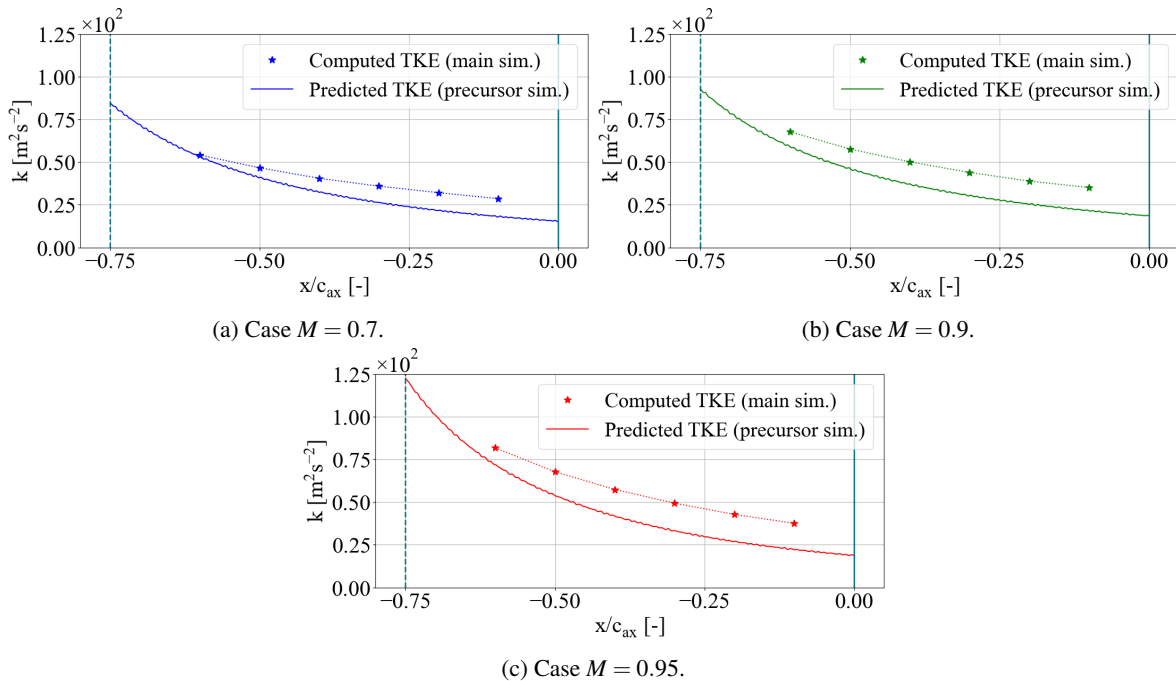 ×10²
1.25
1.00
0.75
0.50
0.25
0.00
k [m²s⁻²]
Computed TKE (main sim.)
Predicted TKE (precursor sim.)
−0.75 −0.50 −0.25 0.00
x/c_ax [-]
(a) Case M = 0.7.
×10²
1.25
1.00
0.75
0.50
0.25
0.00
k [m²s⁻²]
Computed TKE (main sim.)
Predicted TKE (precursor sim.)
−0.75 −0.50 −0.25 0.00
x/c_ax [-]
(b) Case M = 0.9.
×10²
1.25
1.00
0.75
0.50
0.25
0.00
k [m²s⁻²]
Computed TKE (main sim.)
Predicted TKE (precursor sim.)
−0.75 −0.50 −0.25 0.00
x/c_ax [-]
(c) Case M = 0.95.